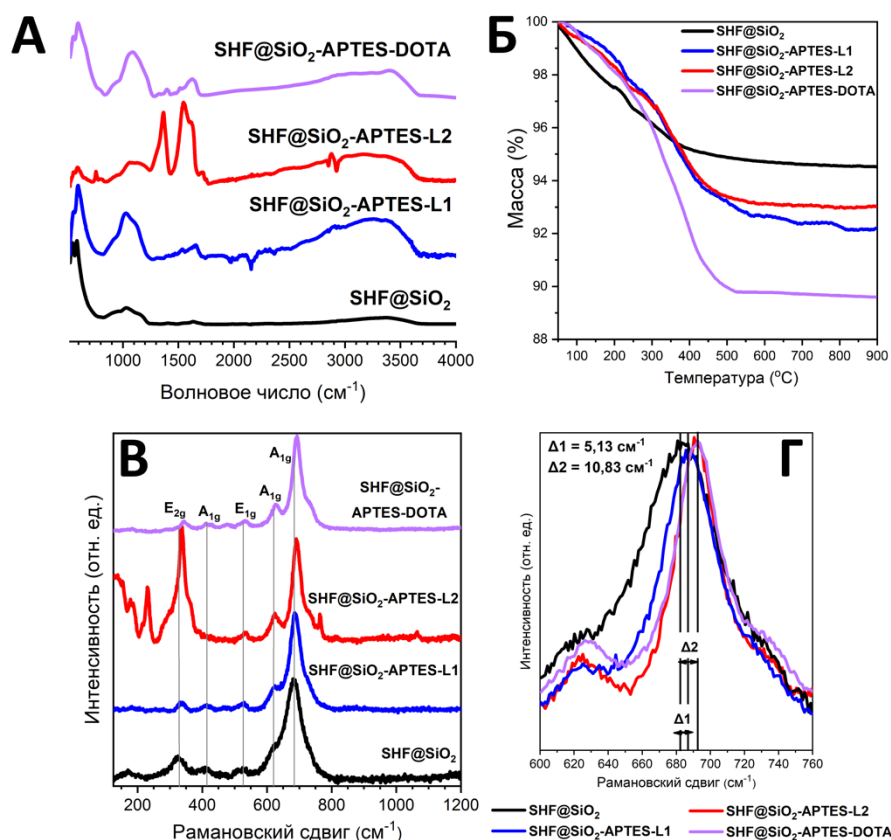 А
SHF@SiO₂-APTES-DOTA
SHF@SiO₂-APTES-L2
SHF@SiO₂-APTES-L1
SHF@SiO₂
1000 1500 2000 2500 3000 3500 4000
Волновое число (см⁻¹)
Б
SHF@SiO₂
SHF@SiO₂-APTES-L1
SHF@SiO₂-APTES-L2
SHF@SiO₂-APTES-DOTA
100
98
96
94
92
90
88
Масса (%)
100 200 300 400 500 600 700 800 900
Температура (°C)
В
E₂g
A₁g
E₁g
A₁g
A₁g
SHF@SiO₂-
APTES-DOTA
SHF@SiO₂-APTES-L2
SHF@SiO₂-APTES-L1
SHF@SiO₂
Интенсивность (отн. ед.)
200 400 600 800 1000 1200
Рамановский сдвиг (см⁻¹)
Г
Δ1 = 5,13 см⁻¹
Δ2 = 10,83 см⁻¹
Δ2
Δ1
Интенсивность (отн. ед.)
600 620 640 660 680 700 720 740 760
Рамановский сдвиг (см⁻¹)
SHF@SiO₂
SHF@SiO₂-APTES-L2
SHF@SiO₂-APTES-L1
SHF@SiO₂-APTES-DOTA